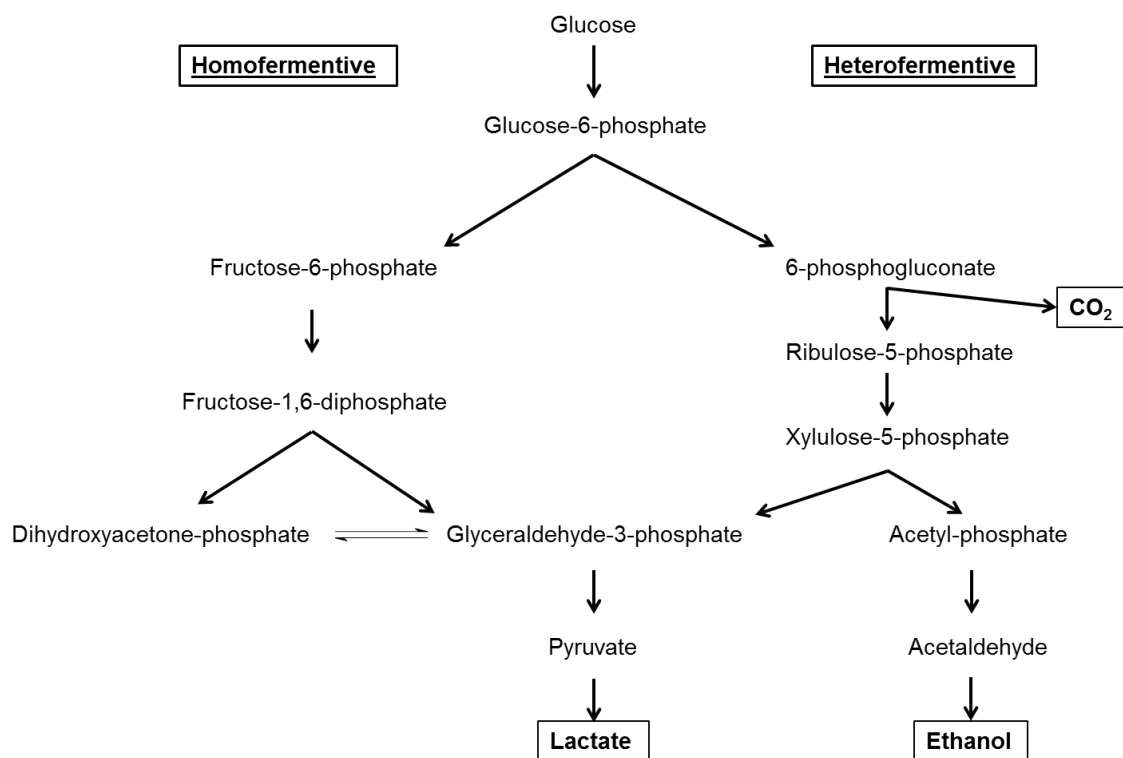 Glucose
Homofermentive
Heterofermentive
Glucose-6-phosphate
Fructose-6-phosphate
6-phosphogluconate
CO₂
Ribulose-5-phosphate
Fructose-1,6-diphosphate
Xylulose-5-phosphate
Dihydroxyacetone-phosphate
Glyceraldehyde-3-phosphate
Acetyl-phosphate
Pyruvate
Acetaldehyde
Lactate
Ethanol